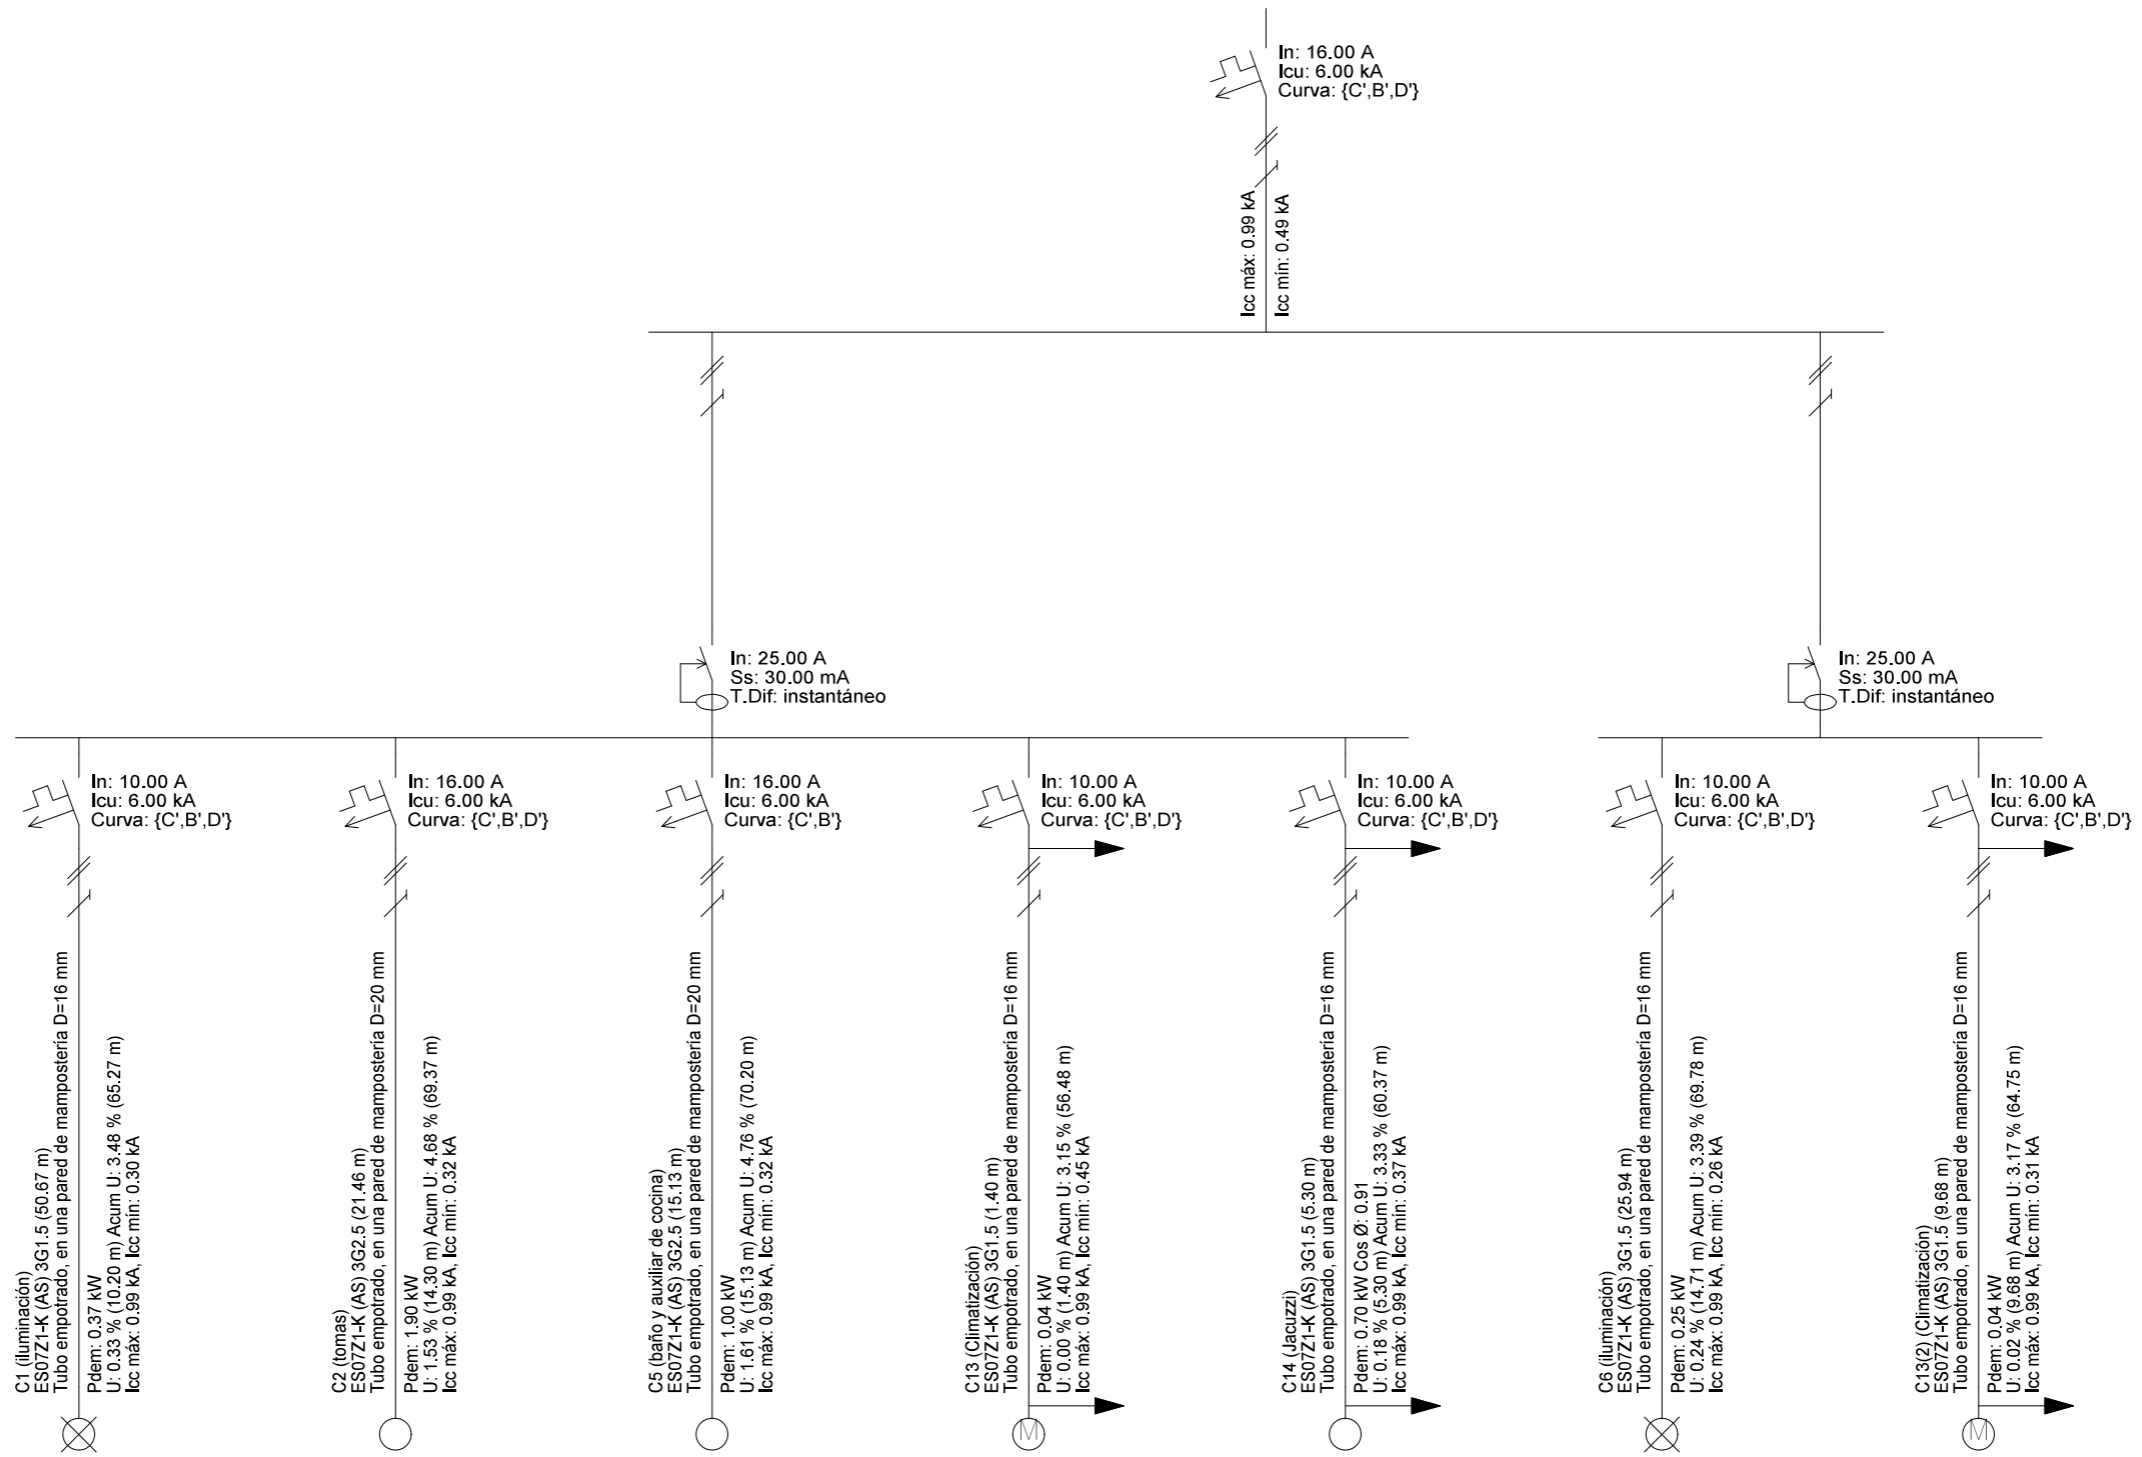 In: 16.00 A
Icu: 6.00 kA
Curva: {C',B',D'}
Icc máx: 0.99 kA
Icc mín: 0.49 kA
In: 25.00 A
Ss: 30.00 mA
T.Dif: instantáneo
In: 25.00 A
Ss: 30.00 mA
T.Dif: instantáneo
In: 10.00 A
Icu: 6.00 kA
Curva: {C',B',D'}
In: 16.00 A
Icu: 6.00 kA
Curva: {C',B',D'}
In: 16.00 A
Icu: 6.00 kA
Curva: {C',B'}
In: 10.00 A
Icu: 6.00 kA
Curva: {C',B',D'}
In: 10.00 A
Icu: 6.00 kA
Curva: {C',B',D'}
In: 10.00 A
Icu: 6.00 kA
Curva: {C',B',D'}
In: 10.00 A
Icu: 6.00 kA
Curva: {C',B',D'}
C1 (iluminación)
ES07Z1-K (AS) 3G1.5 (50.67 m)
Tubo empotrado, en una pared de mampostería D=16 mm
Pdem: 0.37 kW
U: 0.33 % (10.20 m) Acum U: 3.48 % (65.27 m)
Icc máx: 0.99 kA, Icc mín: 0.30 kA
C2 (tomas)
ES07Z1-K (AS) 3G2.5 (21.46 m)
Tubo empotrado, en una pared de mampostería D=20 mm
Pdem: 1.90 kW
U: 1.53 % (14.30 m) Acum U: 4.68 % (69.37 m)
Icc máx: 0.99 kA, Icc mín: 0.32 kA
C5 (baño y auxiliar de cocina)
ES07Z1-K (AS) 3G2.5 (15.13 m)
Tubo empotrado, en una pared de mampostería D=20 mm
Pdem: 1.00 kW
U: 1.61 % (15.13 m) Acum U: 4.76 % (70.20 m)
Icc máx: 0.99 kA, Icc mín: 0.32 kA
C13 (Climatización)
ES07Z1-K (AS) 3G1.5 (1.40 m)
Tubo empotrado, en una pared de mampostería D=16 mm
Pdem: 0.04 kW
U: 0.00 % (1.40 m) Acum U: 3.15 % (56.48 m)
Icc máx: 0.99 kA, Icc mín: 0.45 kA
C14 (Jacuzzi)
ES07Z1-K (AS) 3G1.5 (5.30 m)
Tubo empotrado, en una pared de mampostería D=16 mm
Pdem: 0.70 kW Cos Ø: 0.91
U: 0.18 % (5.30 m) Acum U: 3.33 % (60.37 m)
Icc máx: 0.99 kA, Icc mín: 0.37 kA
C6 (iluminación)
ES07Z1-K (AS) 3G1.5 (25.94 m)
Tubo empotrado, en una pared de mampostería D=16 mm
Pdem: 0.25 kW
U: 0.24 % (14.71 m) Acum U: 3.39 % (69.78 m)
Icc máx: 0.99 kA, Icc mín: 0.26 kA
C13(2) (Climatización)
ES07Z1-K (AS) 3G1.5 (9.68 m)
Tubo empotrado, en una pared de mampostería D=16 mm
Pdem: 0.04 kW
U: 0.02 % (9.68 m) Acum U: 3.17 % (64.75 m)
Icc máx: 0.99 kA, Icc mín: 0.31 kA
M
M